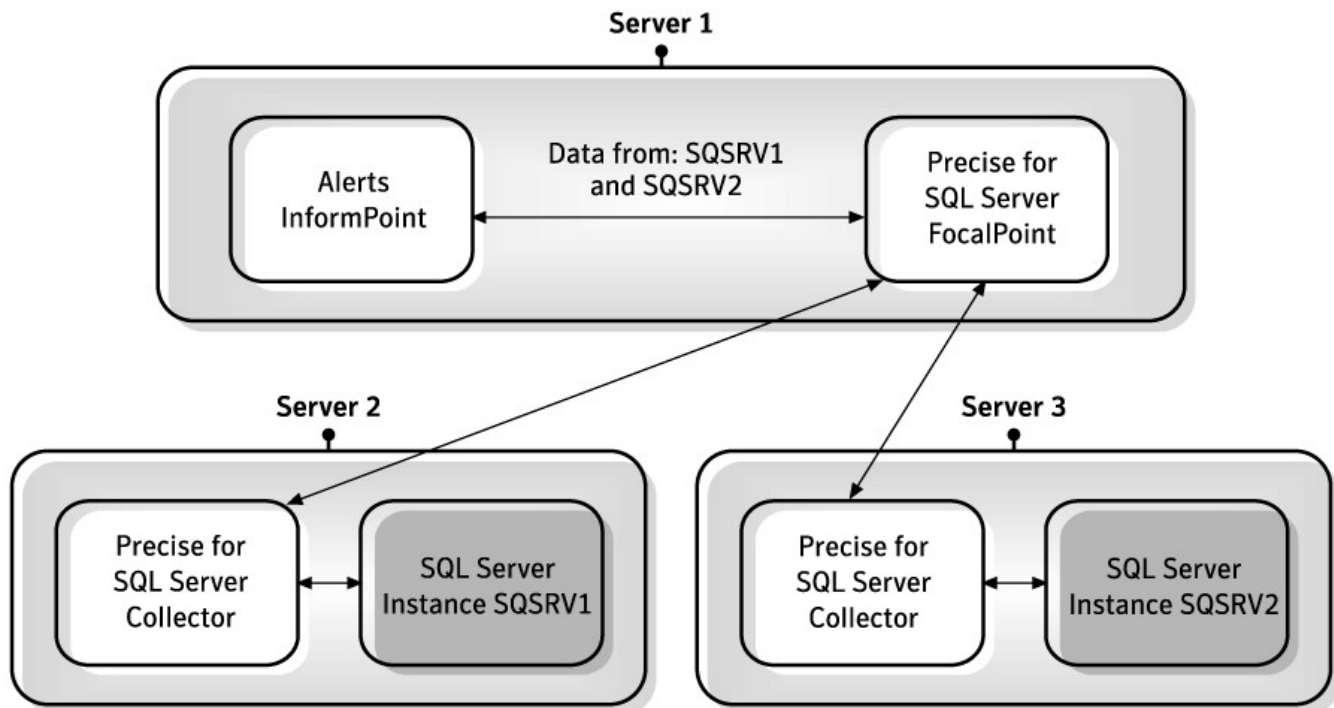 Server 1
Alerts
InformPoint
Data from: SQSRV1
and SQSRV2
Precise for
SQL Server
FocalPoint
Server 2
Precise for
SQL Server
Collector
SQL Server
Instance SQSRV1
Server 3
Precise for
SQL Server
Collector
SQL Server
Instance SQSRV2